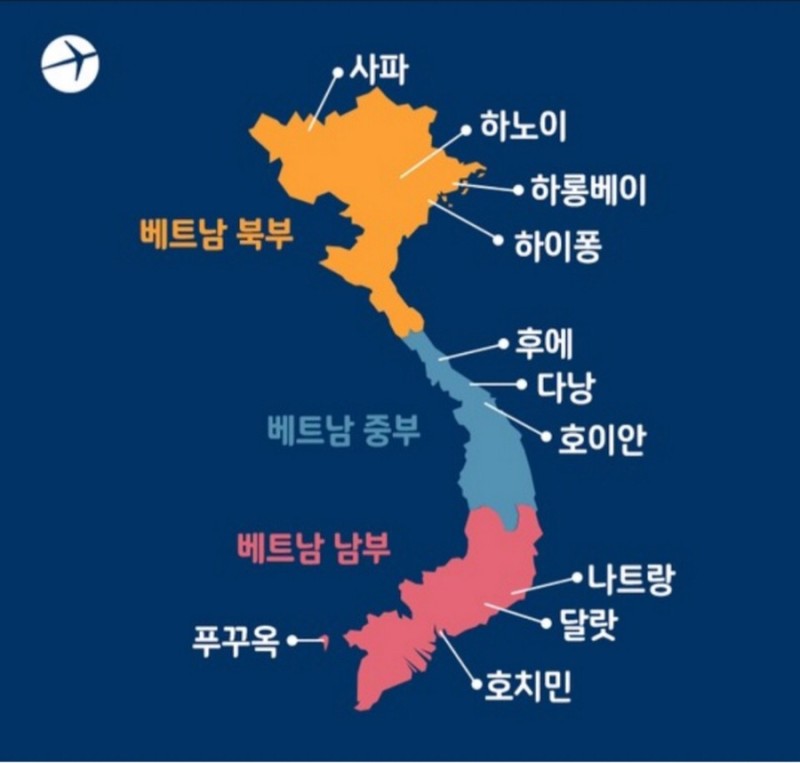 사파
하노이
하롱베이
베트남 북부
하이퐁
후에
다낭
베트남 중부
호이안
베트남 남부
나트랑
달랏
푸꾸옥
호치민